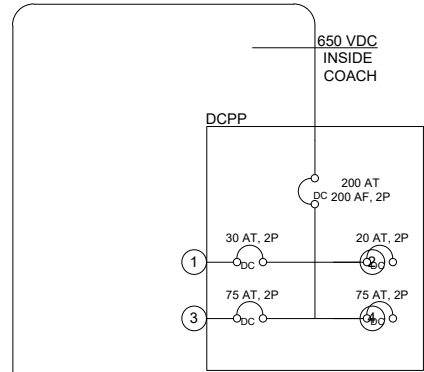 650 VDC
INSIDE
COACH
DCPP
200 AT
DC 200 AF, 2P
30 AT, 2P
20 AT, 2P
1
DC
2
DC
75 AT, 2P
75 AT, 2P
3
DC
4
DC